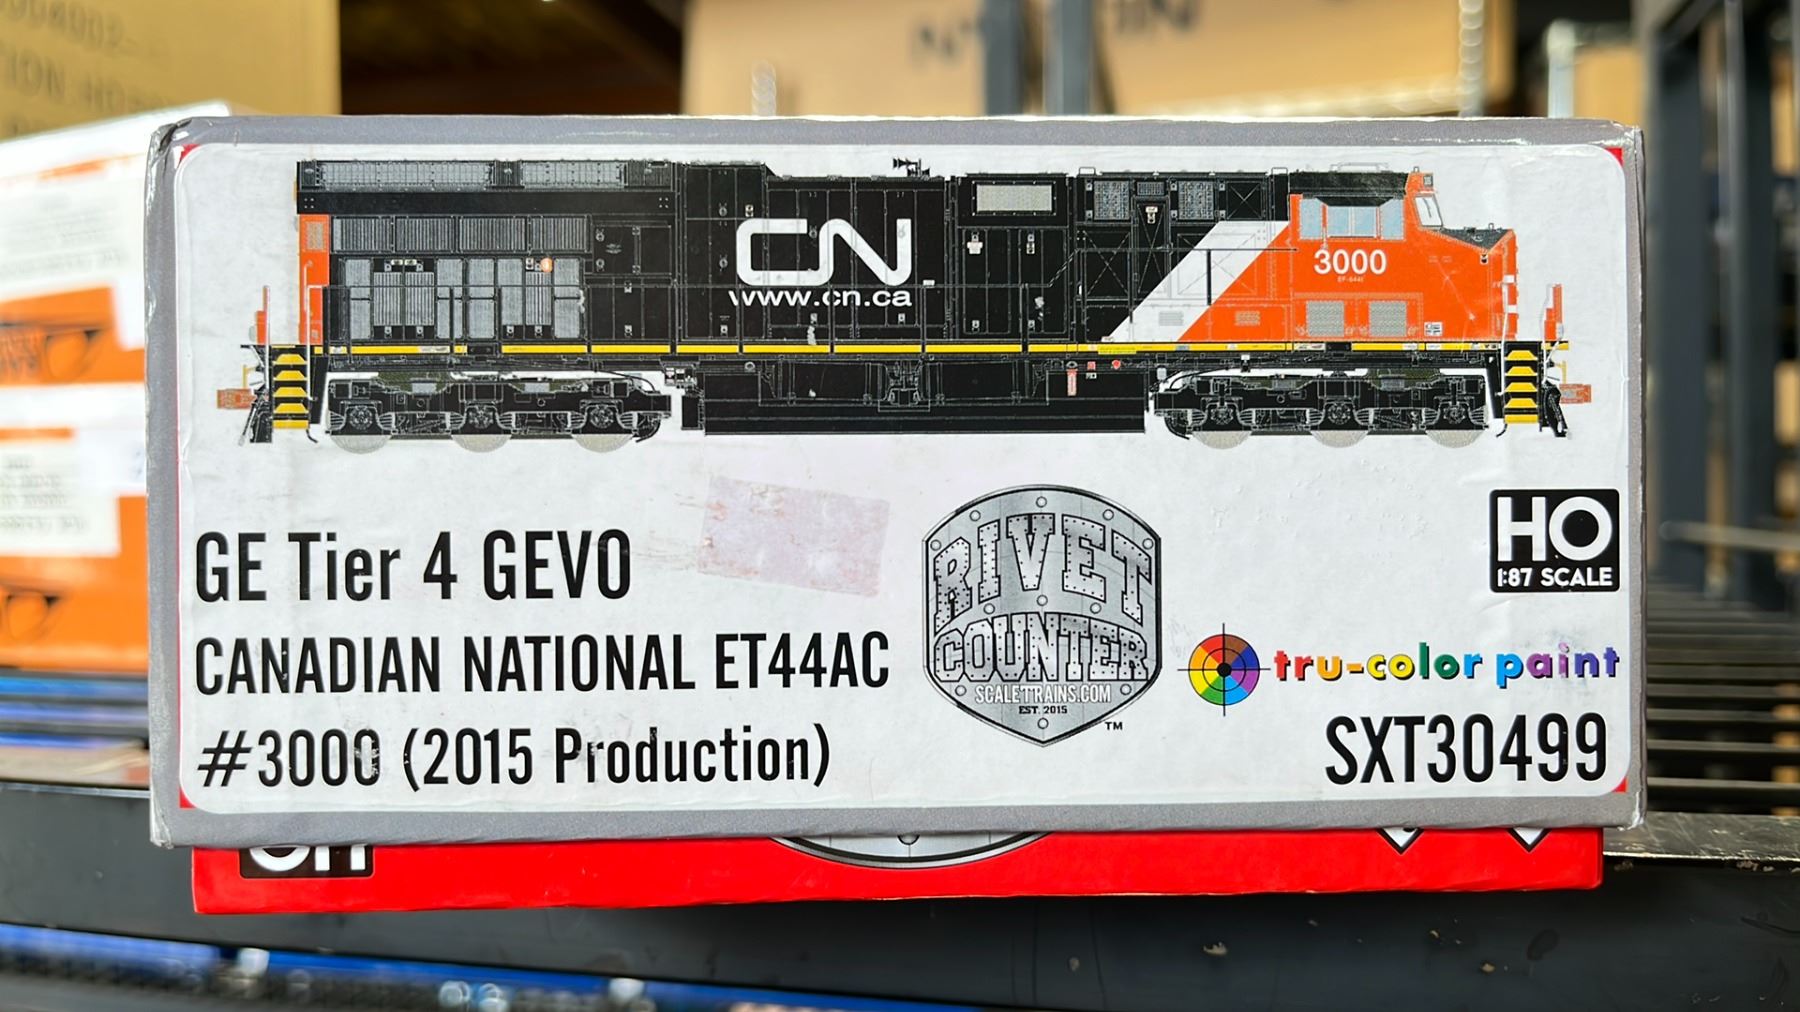 CN
www.cn.ca
3000
GE Tier 4 GEVO
CANADIAN NATIONAL ET44AC
#3000 (2015 Production)
RIVET
COUNTER
SCALETRAINS.COM
EST. 2015
™
HO
1:87 SCALE
tru-color paint
SXT30499